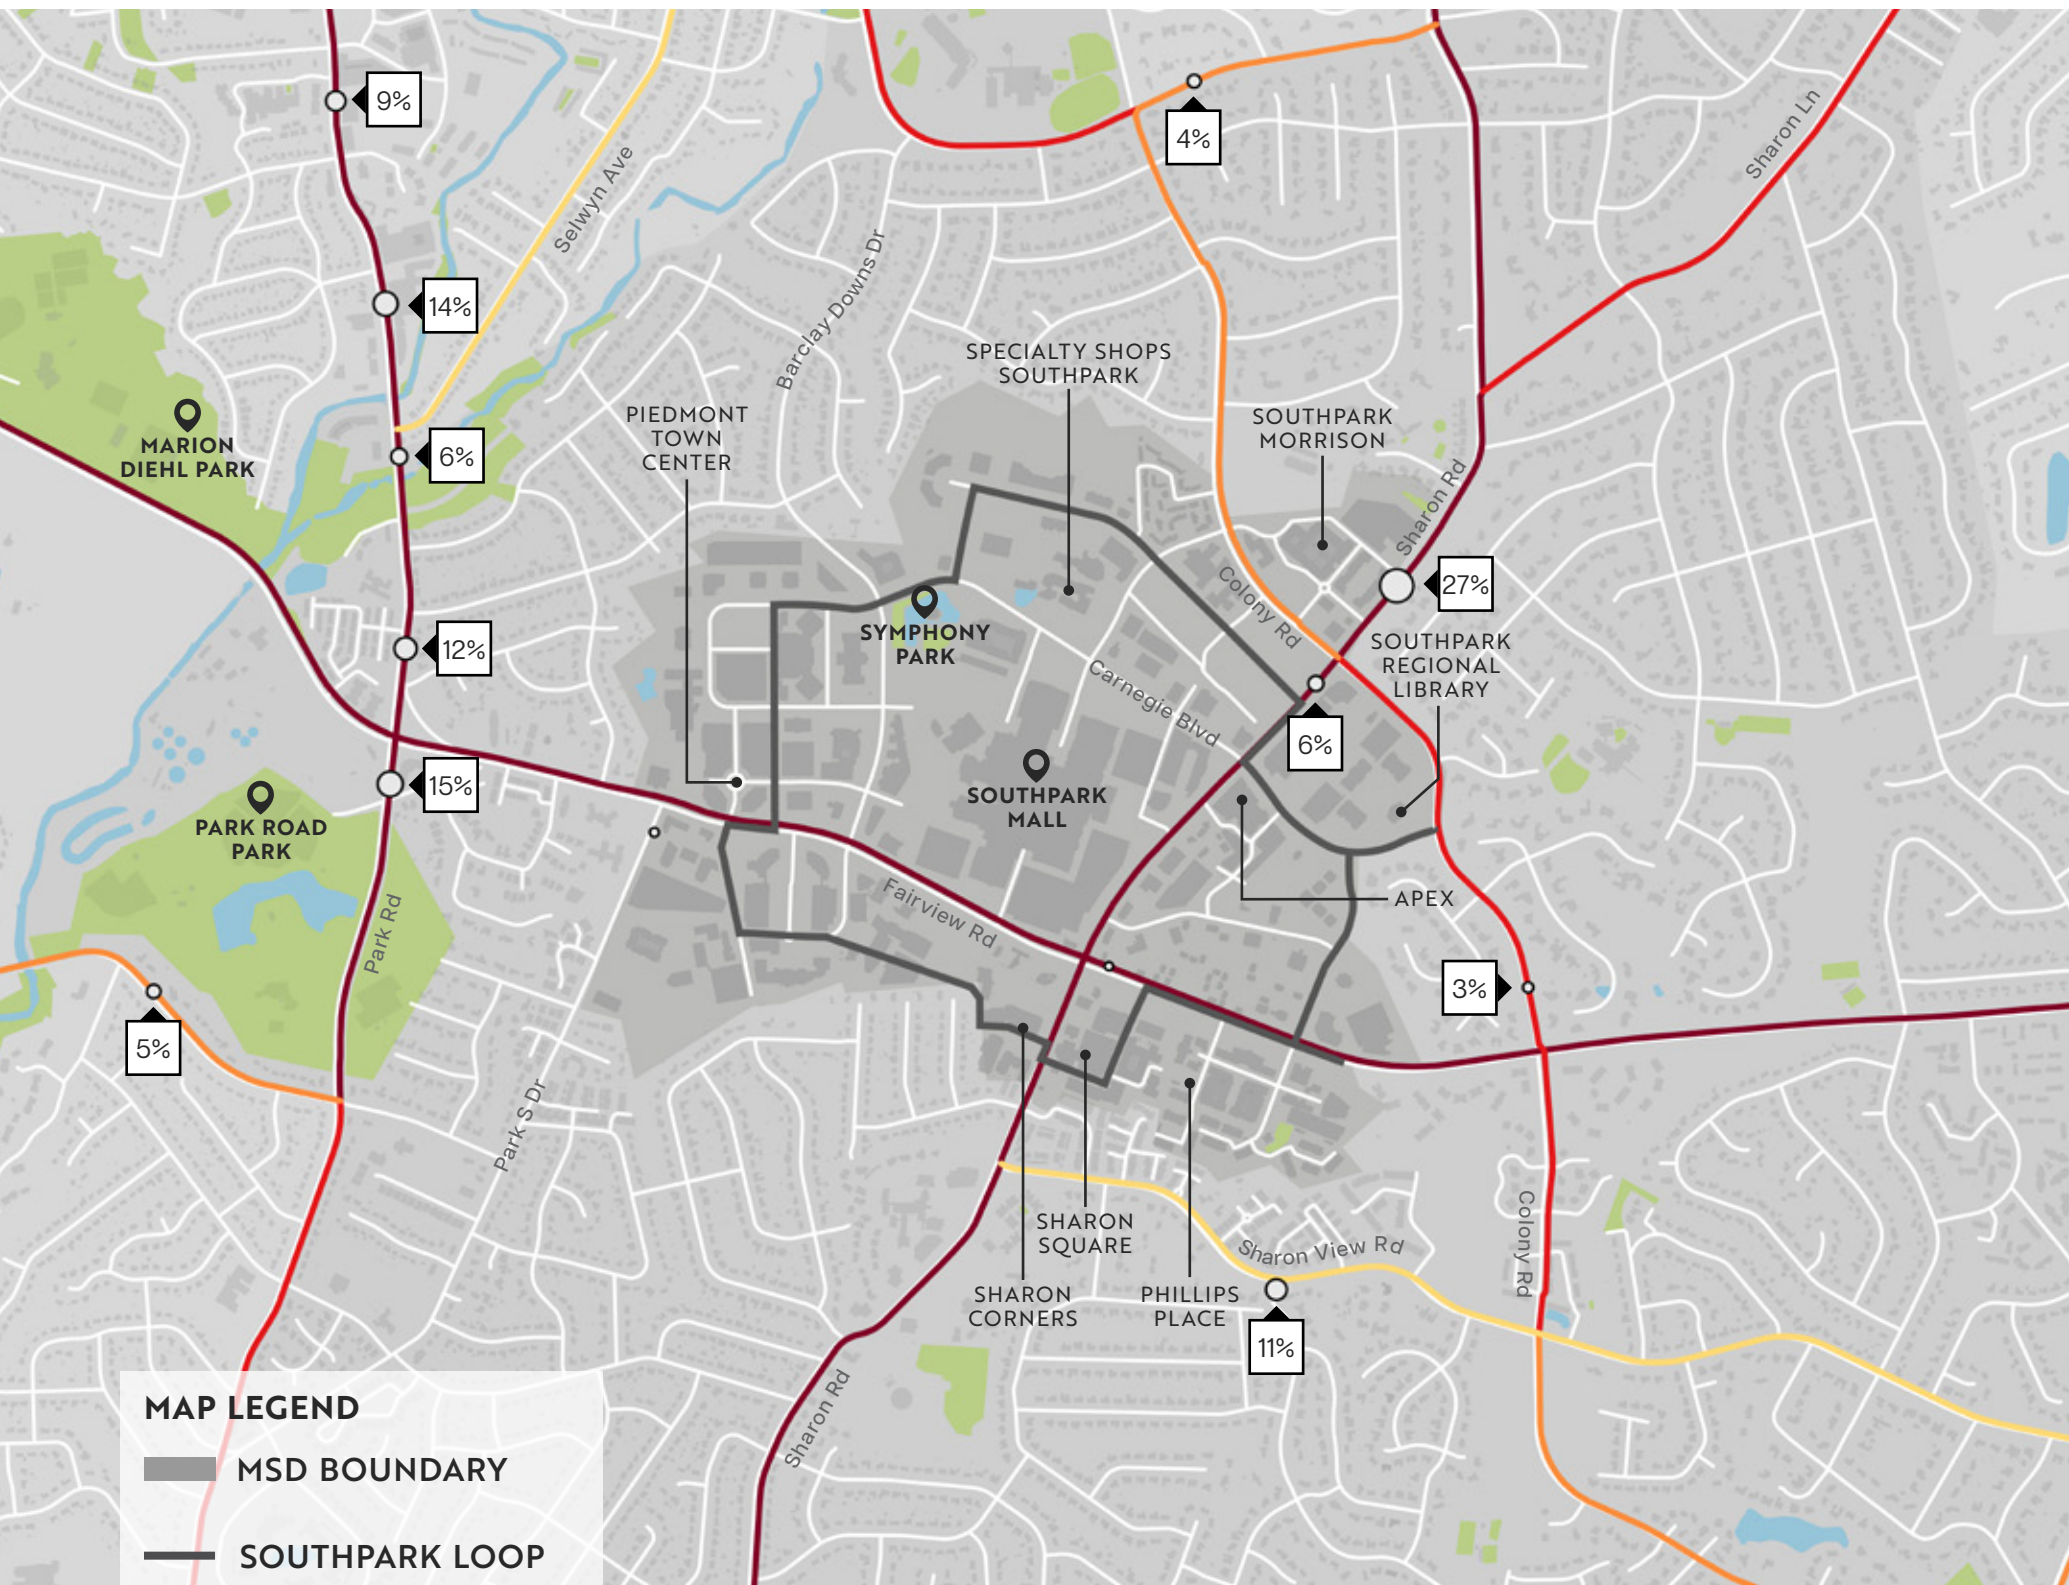 9%
4%
Sharon Ln
Selwyn Ave
14%
Barclay Downs Dr
SPECIALTY SHOPS
SOUTHPARK
PIEDMONT
TOWN
CENTER
SOUTHPARK
MORRISON
MARION
DIEHL PARK
6%
Sharon Rd
27%
Colony Rd
SYMPHONY
PARK
12%
SOUTHPARK
REGIONAL
LIBRARY
Carnegie Blvd
6%
15%
SOUTHPARK
MALL
PARK ROAD
PARK
APEX
Fairview Rd
Park Rd
3%
5%
Park S Dr
SHARON
SQUARE
Sharon View Rd
Colony Rd
SHARON
CORNERS
PHILLIPS
PLACE
11%
Sharon Rd
MAP LEGEND
MSD BOUNDARY
SOUTHPARK LOOP